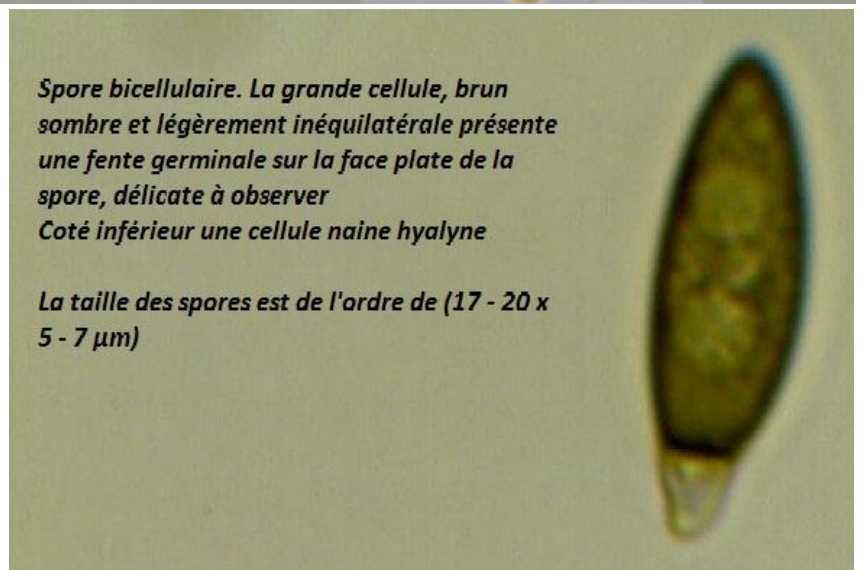 Spore bicellulaire. La grande cellule, brun
sombre et légèrement inéquilatérale présente
une fente germinale sur la face plate de la
spore, délicate à observer
Coté inférieur une cellule naine hyalyne
La taille des spores est de l'ordre de (17 - 20 x
5 - 7 µm)